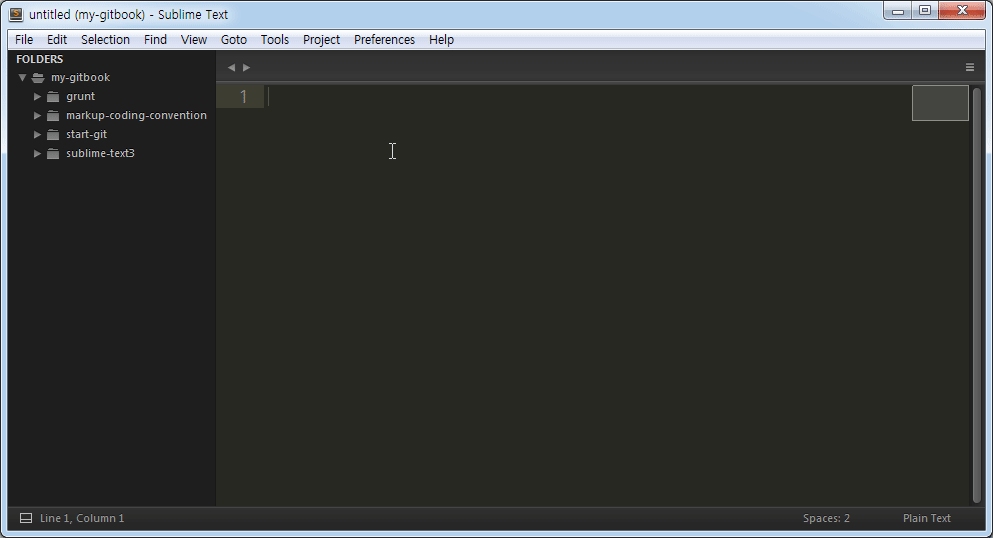 untitled (my-gitbook) - Sublime Text
File Edit Selection Find View Goto Tools Project Preferences Help
FOLDERS
my-gitbook
grunt
markup-coding-convention
start-git
sublime-text3
1
Line 1, Column 1 Spaces: 2 Plain Text